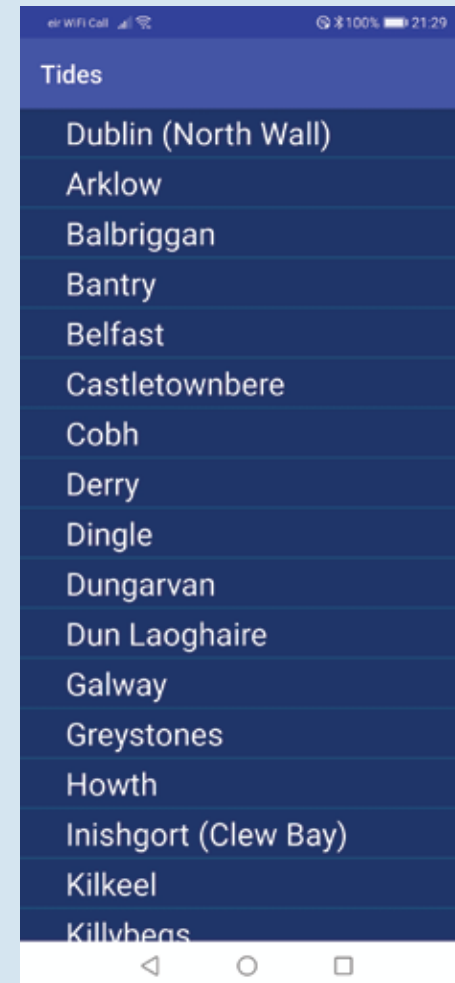 eir WiFi Call 100% 21:29
Tides
Dublin (North Wall)
Arklow
Balbriggan
Bantry
Belfast
Castletownbere
Cobh
Derry
Dingle
Dungarvan
Dun Laoghaire
Galway
Greystones
Howth
Inishgort (Clew Bay)
Kilkeel
Killybegs